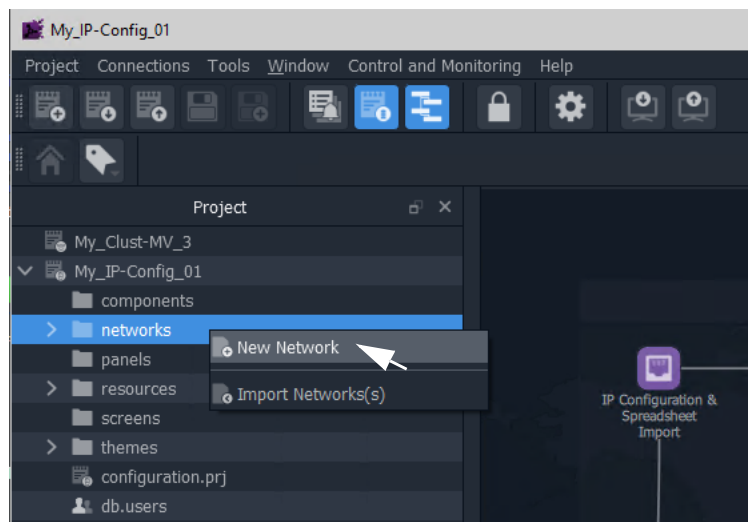 My_IP-Config_01
Project Connections Tools Window Control and Monitoring Help
Project
My_Clust-MV_3
My_IP-Config_01
components
networks
New Network
panels
resources
Import Networks(s)
screens
themes
configuration.prj
db.users
IP Configuration &
Spreadsheet
Import